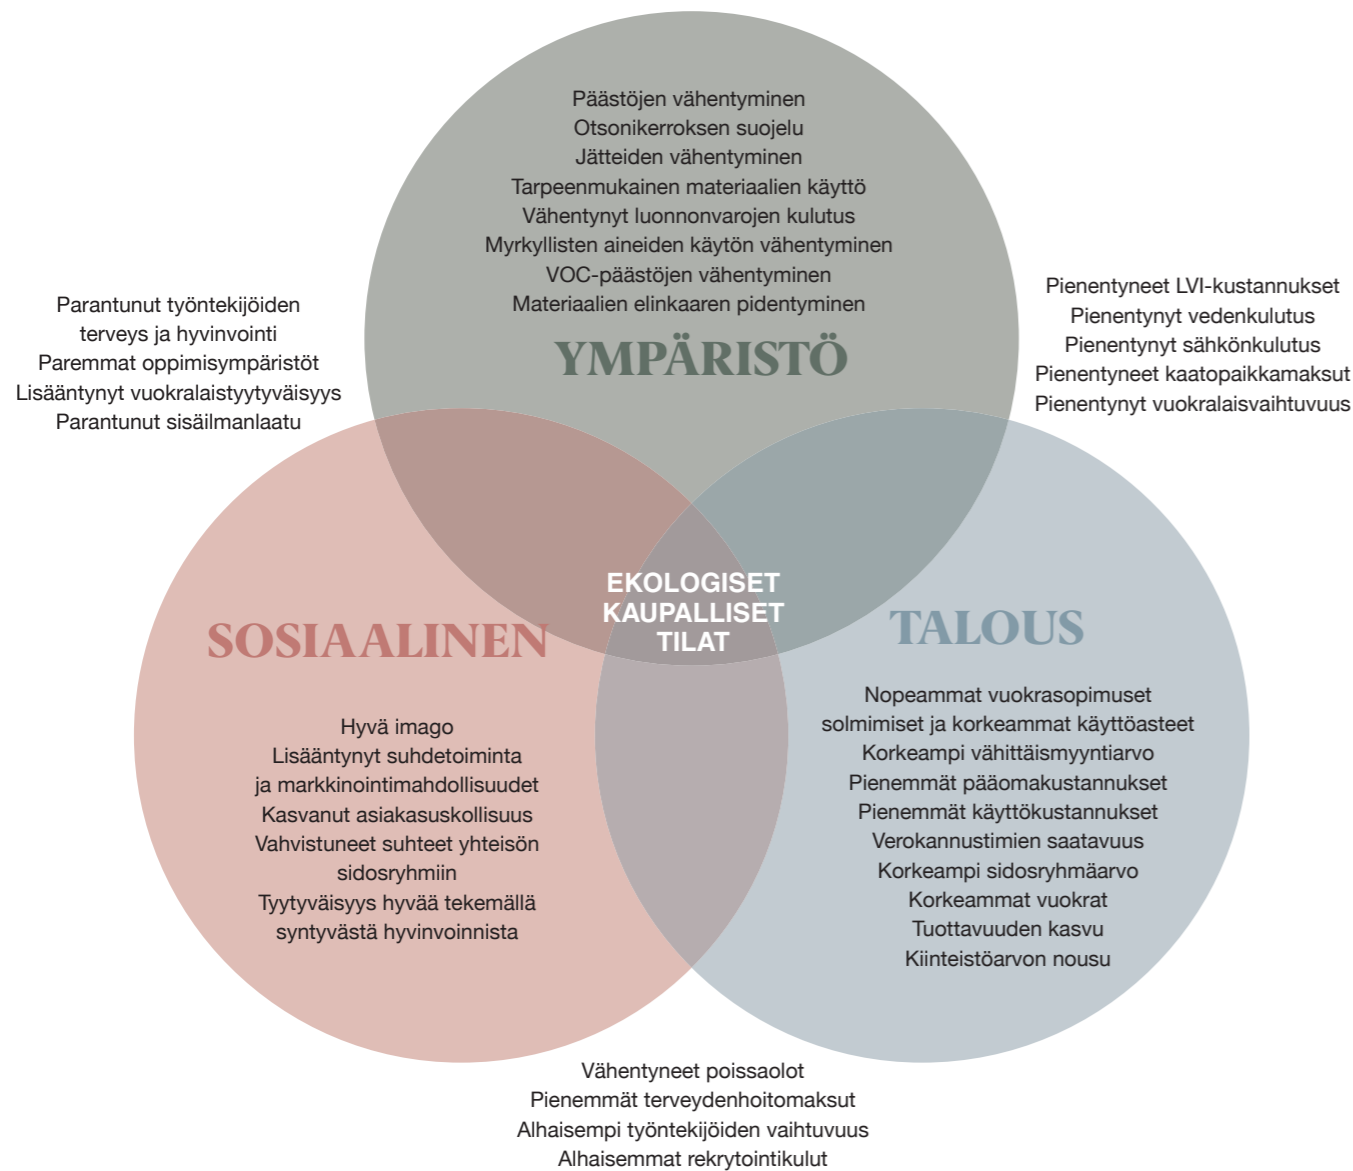 Päästöjen vähentyminen
Otsonikerroksen suojelu
Jätteiden vähentyminen
Tarpeenmukainen materiaalien käyttö
Vähentynyt luonnonvarojen kulutus
Myrkyllisten aineiden käytön vähentyminen
VOC-päästöjen vähentyminen
Materiaalien elinkaaren pidentyminen
YMPÄRISTÖ
Parantunut työntekijöiden
terveys ja hyvinvointi
Paremmat oppimisympäristöt
Lisääntynyt vuokralaistyytyväisyys
Parantunut sisäilmanlaatu
Pienentyneet LVI-kustannukset
Pienentynyt vedenkulutus
Pienentynyt sähkönkulutus
Pienentyneet kaatopaikkamaksut
Pienentynyt vuokralaisvaihtuvuus
EKOLOGISET
KAUPALLISET
TILAT
SOSIAALINEN
Hyvä imago
Lisääntynyt suhdetoiminta
ja markkinointimahdollisuudet
Kasvanut asiakasuskollisuus
Vahvistuneet suhteet yhteisön
sidosryhmiin
Tyytyväisyys hyvää tekemällä
syntyvästä hyvinvoinnista
TALOUS
Nopeammat vuokrasopimuset
solmimiset ja korkeammat käyttöasteet
Korkeampi vähittäismyyntiarvo
Pienemmät pääomakustannukset
Pienemmät käyttökustannukset
Verokannustimien saatavuus
Korkeampi sidosryhmäarvo
Korkeammat vuokrat
Tuottavuuden kasvu
Kiinteistöarvon nousu
Vähentyneet poissaolot
Pienemmät terveydenhoitomaksut
Alhaisempi työntekijöiden vaihtuvuus
Alhaisemmat rekrytointikulut